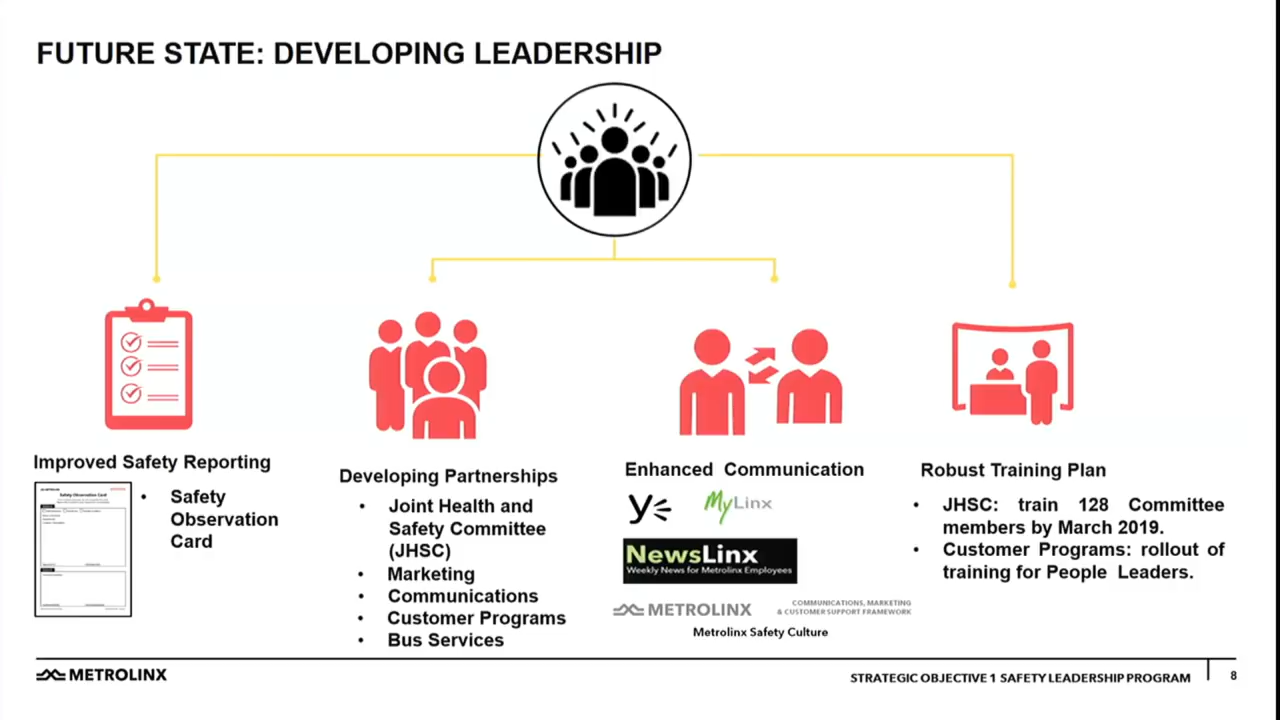 FUTURE STATE: DEVELOPING LEADERSHIP
Improved Safety Reporting
Safety Observation Card
• Safety
Observation
Card
Developing Partnerships
• Joint Health and
Safety Committee
(JHSC)
• Marketing
• Communications
• Customer Programs
• Bus Services
Enhanced Communication
MyLinx
NewsLinx
Weekly News for Metrolinx Employees
METROLINX
COMMUNICATIONS, MARKETING
& CUSTOMER SUPPORT FRAMEWORK
Metrolinx Safety Culture
Robust Training Plan
• JHSC: train 128 Committee
members by March 2019.
• Customer Programs: rollout of
training for People Leaders.
METROLINX
STRATEGIC OBJECTIVE 1 SAFETY LEADERSHIP PROGRAM
8